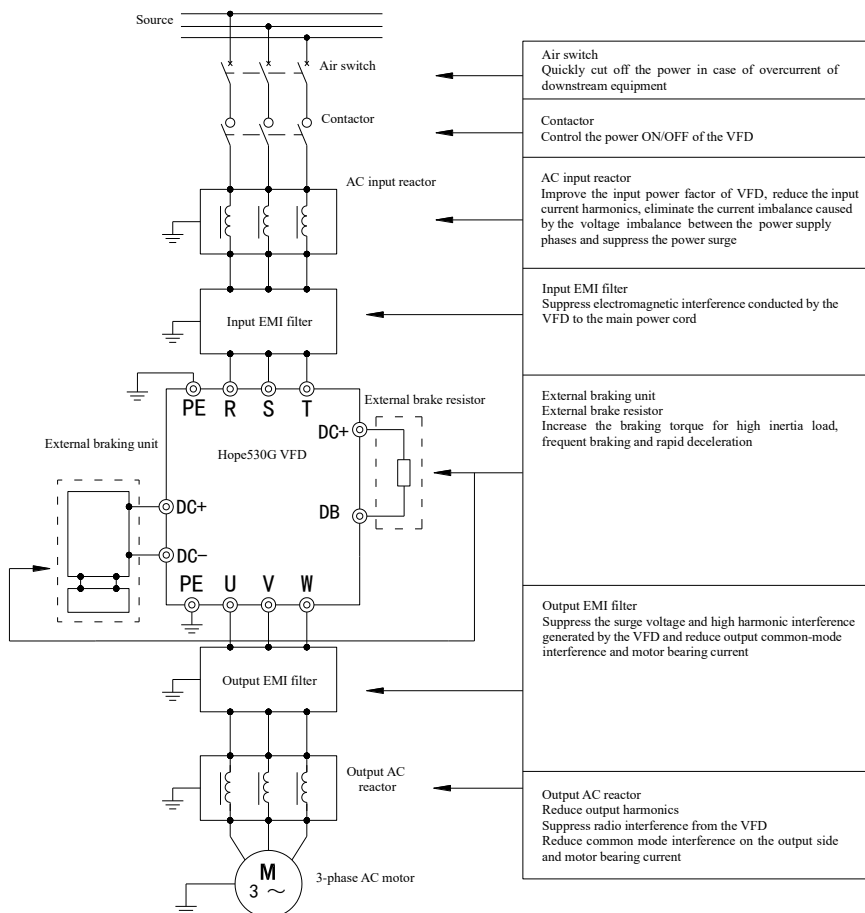 Source
Air switch
Contactor
AC input reactor
Input EMI filter
PE
R
S
T
External brake resistor
DC+
External braking unit
Hope530G VFD
DC+
DB
DC-
PE
U
V
W
Output EMI filter
Output AC
reactor
M
3 ~
3-phase AC motor
Air switch
Quickly cut off the power in case of overcurrent of
downstream equipment
Contactor
Control the power ON/OFF of the VFD
AC input reactor
Improve the input power factor of VFD, reduce the input
current harmonics, eliminate the current imbalance caused
by the voltage imbalance between the power supply
phases and suppress the power surge
Input EMI filter
Suppress electromagnetic interference conducted by the
VFD to the main power cord
External braking unit
External brake resistor
Increase the braking torque for high inertia load,
frequent braking and rapid deceleration
Output EMI filter
Suppress the surge voltage and high harmonic interference
generated by the VFD and reduce output common-mode
interference and motor bearing current
Output AC reactor
Reduce output harmonics
Suppress radio interference from the VFD
Reduce common mode interference on the output side
and motor bearing current